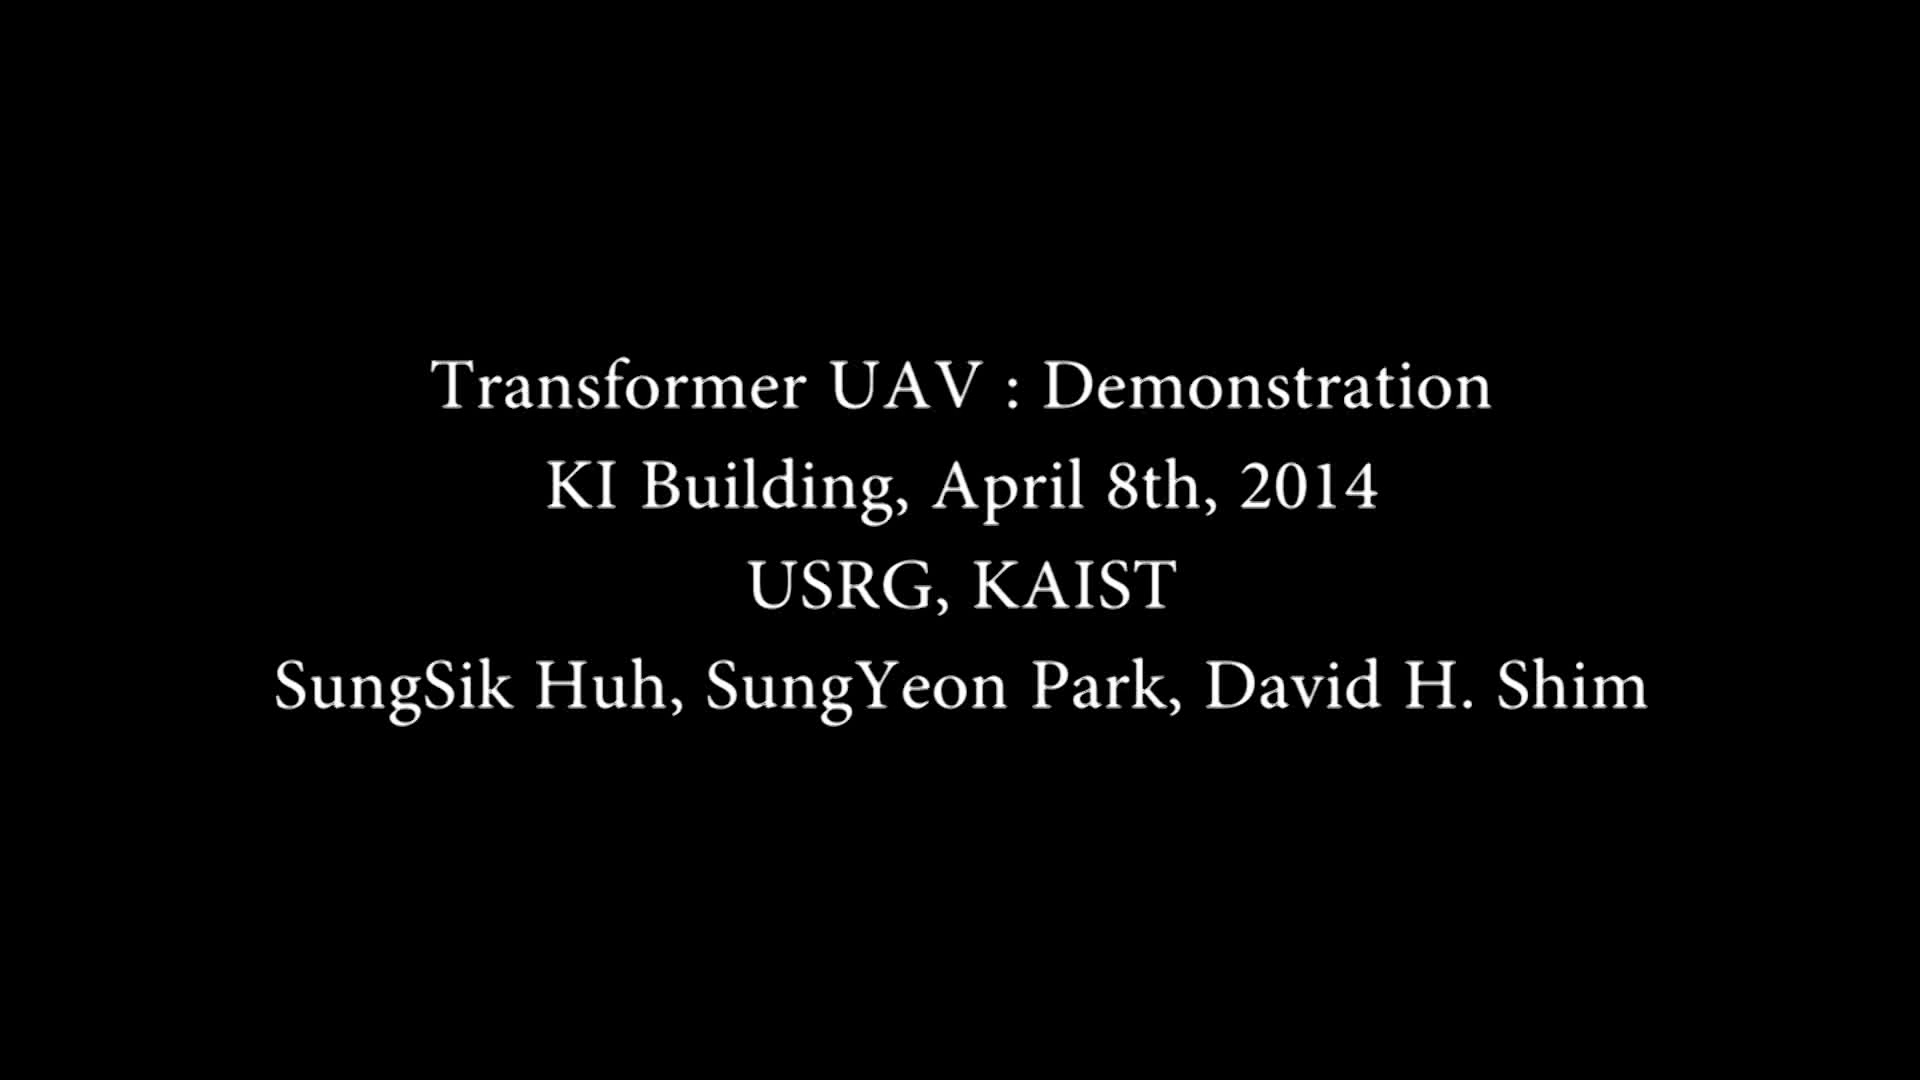 Transformer UAV : Demonstration
KI Building, April 8th, 2014
USRG, KAIST
SungSik Huh, SungYeon Park, David H. Shim